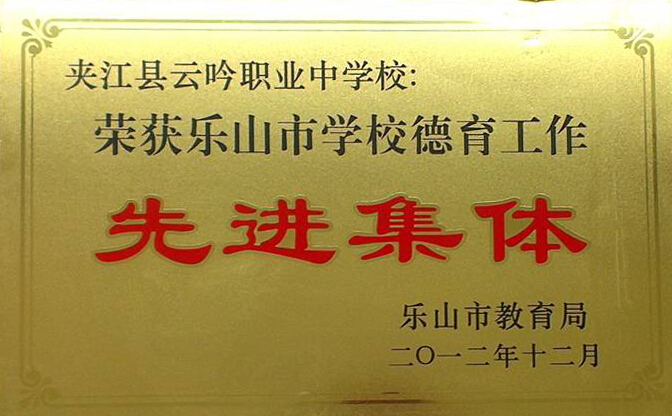 夹江县云吟职业中学校:
荣获乐山市学校德育工作
先进集体
乐山市教育局
二〇一二年十二月